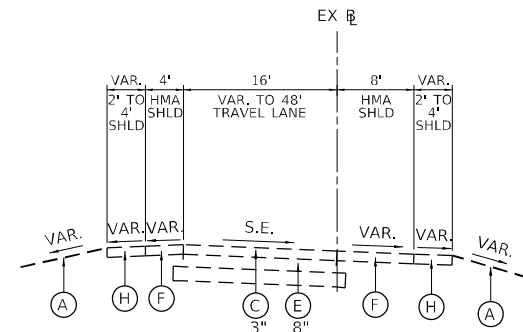 EX BL
VAR.
4'
16'
8'
VAR.
2' TO
4'
SHLD
HMA
SHLD
VAR. TO 48'
TRAVEL LANE
HMA
SHLD
2' TO
4'
SHLD
VAR.
VAR.
VAR.
S.E.
VAR.
VAR.
A
H
F
C
3"
E
8"
F
H
A